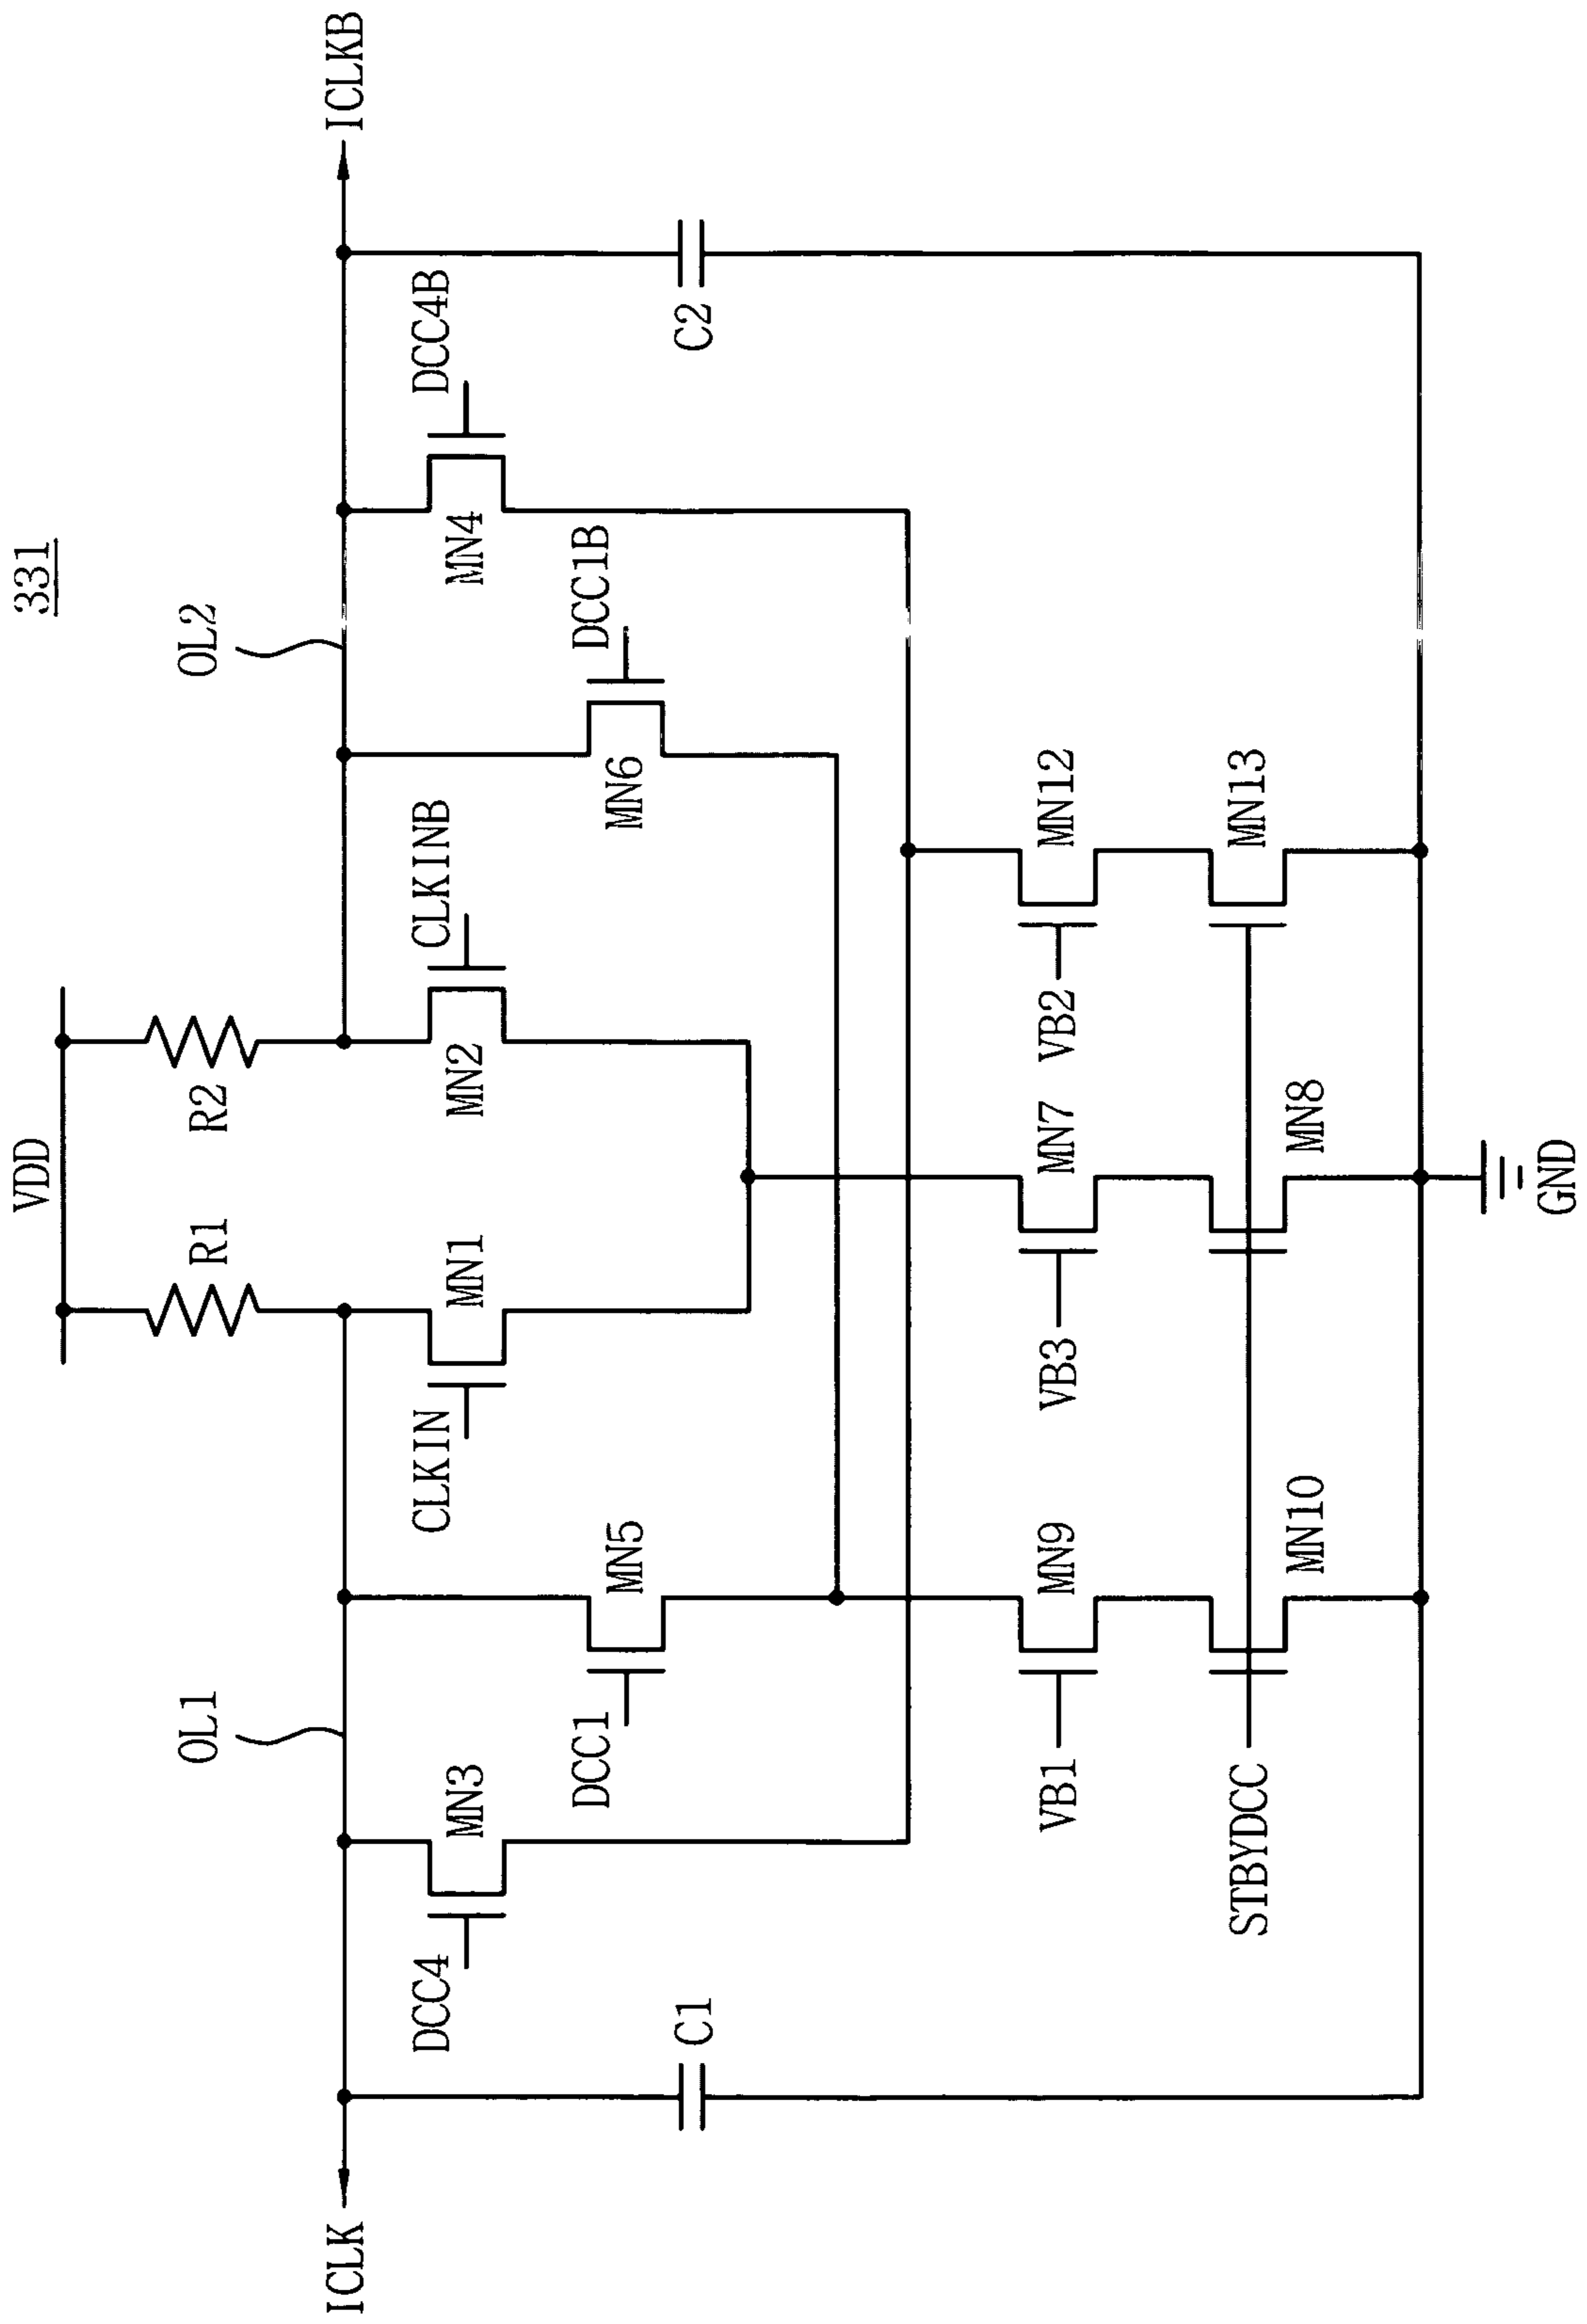 331
VDD
R1
R2
OL1
OL2
ICLK
ICLKB
DCC4
MN3
CLKIN
MN1
MN2
CLKINB
MN4
DCC4B
DCC1
MN5
MN6
DCC1B
C1
C2
VB1
MN9
VB3
MN7
VB2
MN12
STBYDCC
MN10
MN8
MN13
GND